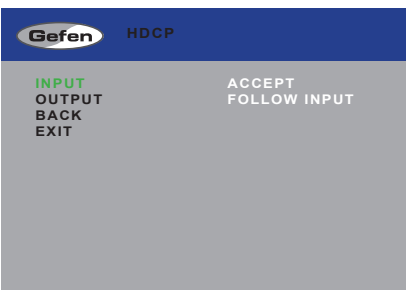 Gefen HDCP
INPUT ACCEPT
OUTPUT FOLLOW INPUT
BACK
EXIT